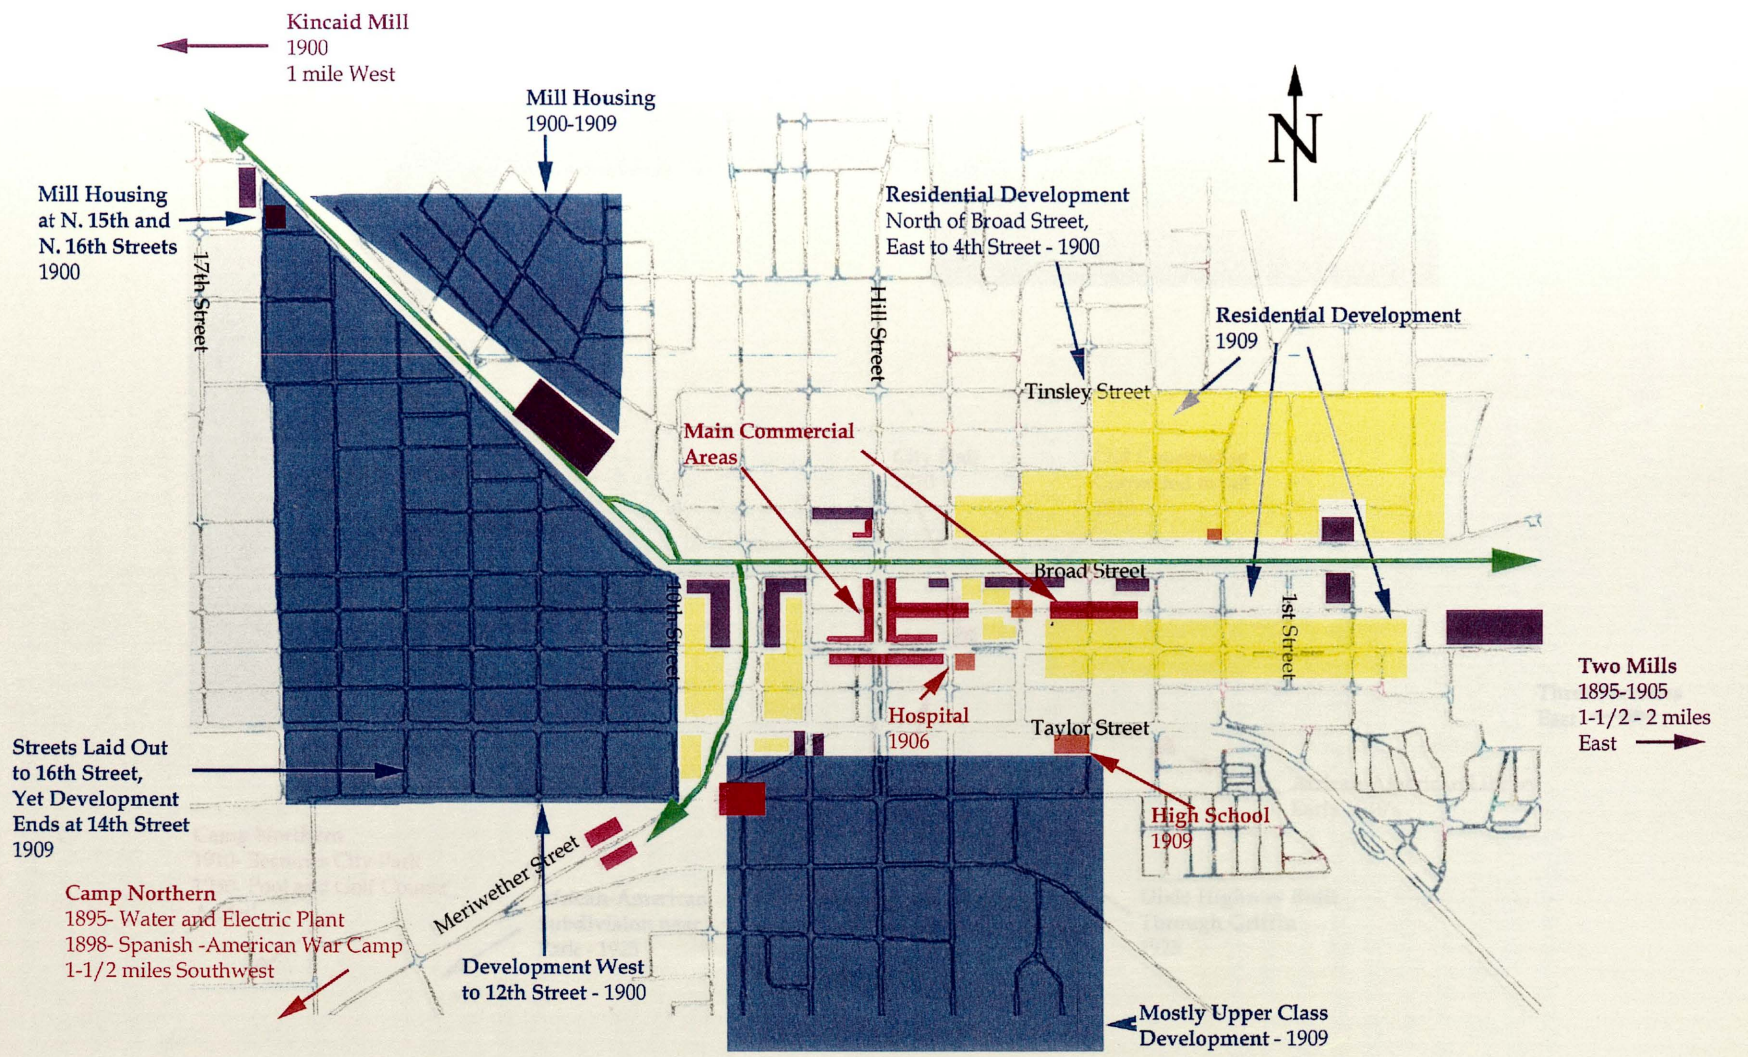 Kincaid Mill
1900
1 mile West
Mill Housing
1900-1909
N
Mill Housing
at N. 15th and
N. 16th Streets
1900
Residential Development
North of Broad Street,
East to 4th Street - 1900
17th Street
Hill Street
Residential Development
1909
Tinsley Street
Main Commercial
Areas
Broad Street
10th Street
1st Street
Two Mills
1895-1905
1-1/2 - 2 miles
East
Hospital
1906
Taylor Street
Streets Laid Out
to 16th Street,
Yet Development
Ends at 14th Street
1909
High School
1909
Meriwether Street
Camp Northern
1895- Water and Electric Plant
1898- Spanish -American War Camp
1-1/2 miles Southwest
Development West
to 12th Street - 1900
Mostly Upper Class
Development - 1909